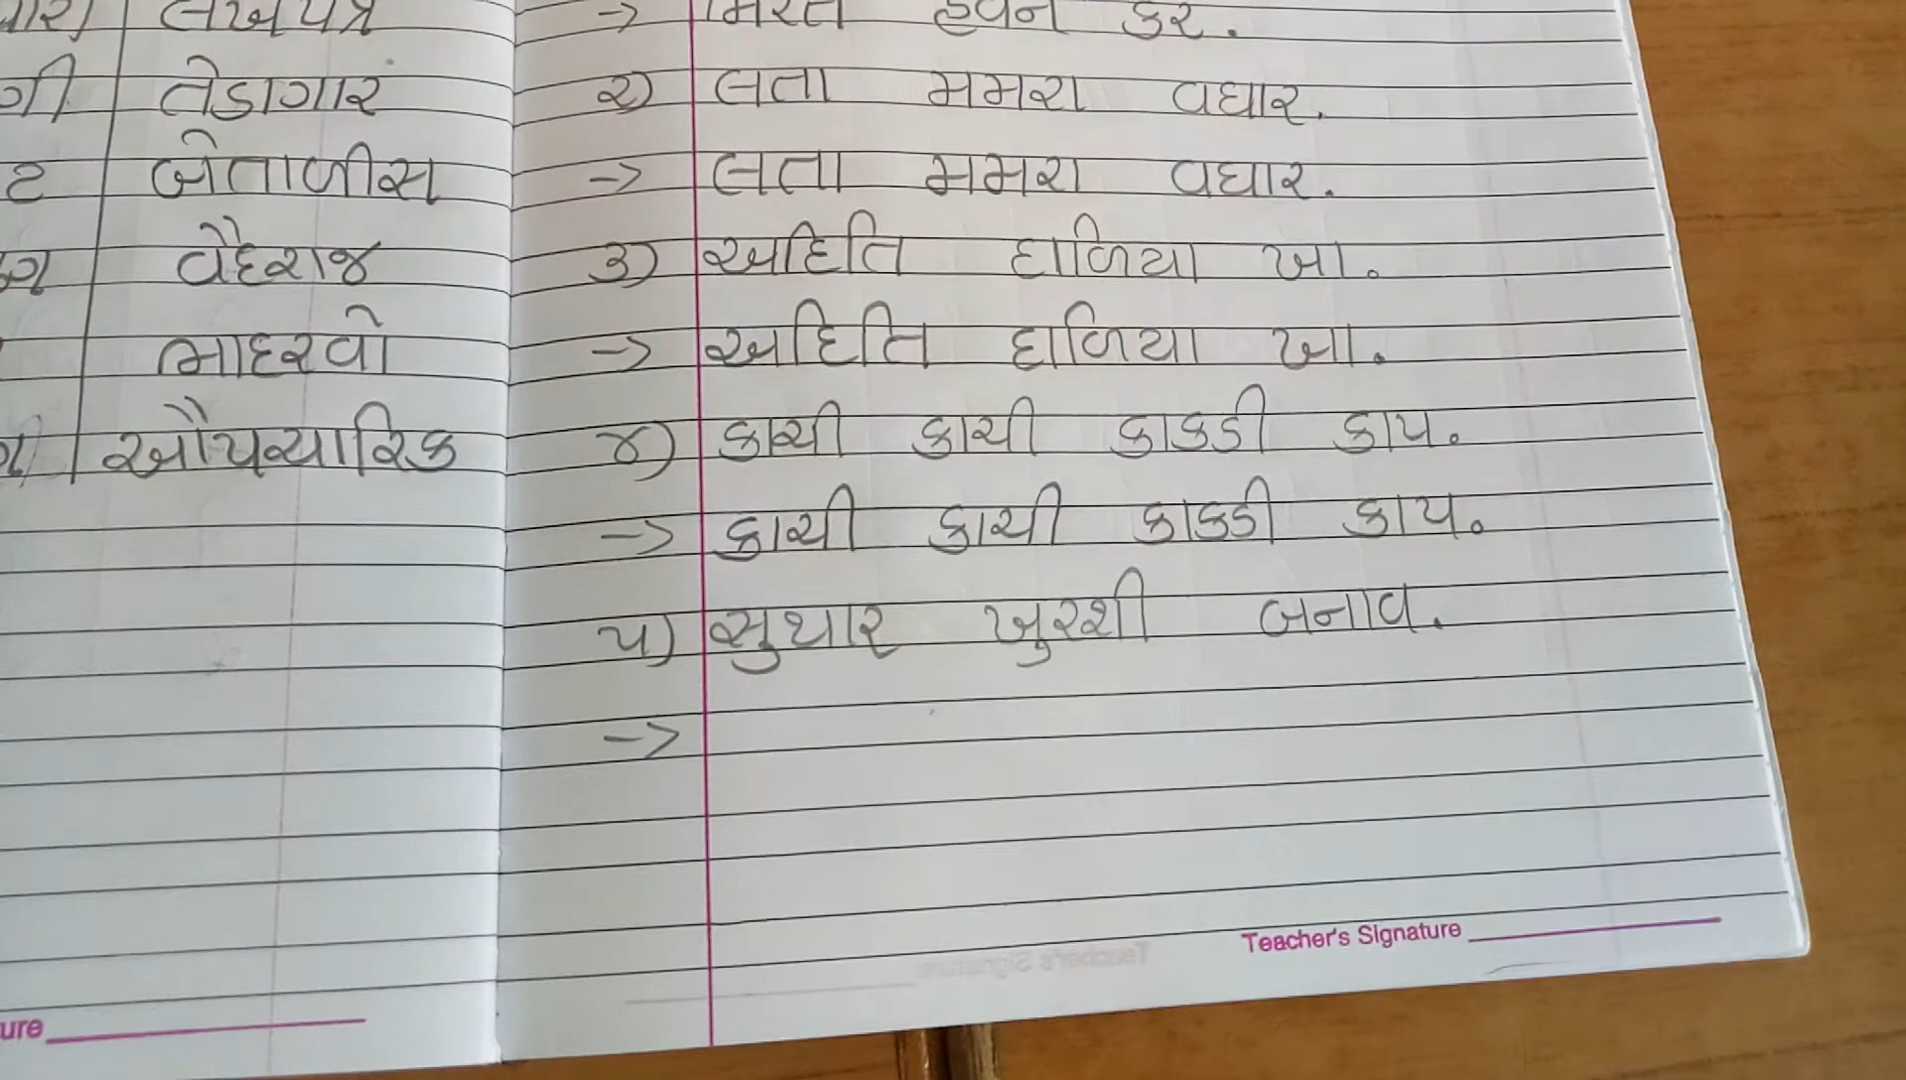 તેડાગાર
બેતાળીસ
વૈદરાજ
ભાદરવો
ઔપચારિક
હવન કર.
૨) લતા મમરા વઘાર.
-> લતા મમરા વઘાર.
૩) અદિતિ દાળિયા ખા.
-> અદિતિ દાળિયા ખા.
૪) કાચી કાચી કાકડી કાપ.
-> કાચી કાચી કાકડી કાપ.
૫) સુથાર ખુરશી બનાવ.
->
Teacher's Signature
ure